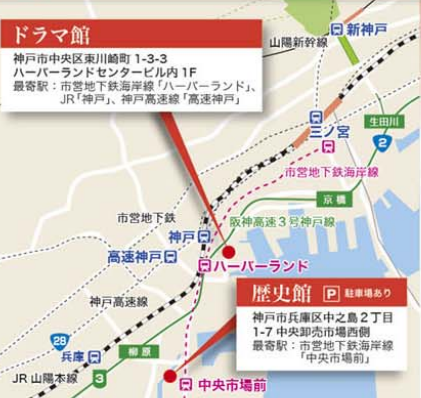 ドラマ館
神戸市中央区東川崎町 1-3-3
ハーバーランドセンタービル内 1F
最寄駅：市営地下鉄海岸線「ハーバーランド」、
JR「神戸」、神戸高速線「高速神戸」
新神戸
山陽新幹線
三ノ宮
生田川
2
市営地下鉄海岸線
京橋
市営地下鉄
阪神高速3号神戸線
神戸
高速神戸
ハーバーランド
歴史館 P 駐車場あり
神戸市兵庫区中之島2丁目
1-7 中央卸売市場西側
最寄駅：市営地下鉄海岸線
「中央市場前」
神戸高速線
28
兵庫
柳原
JR 山陽本線
3
中央市場前